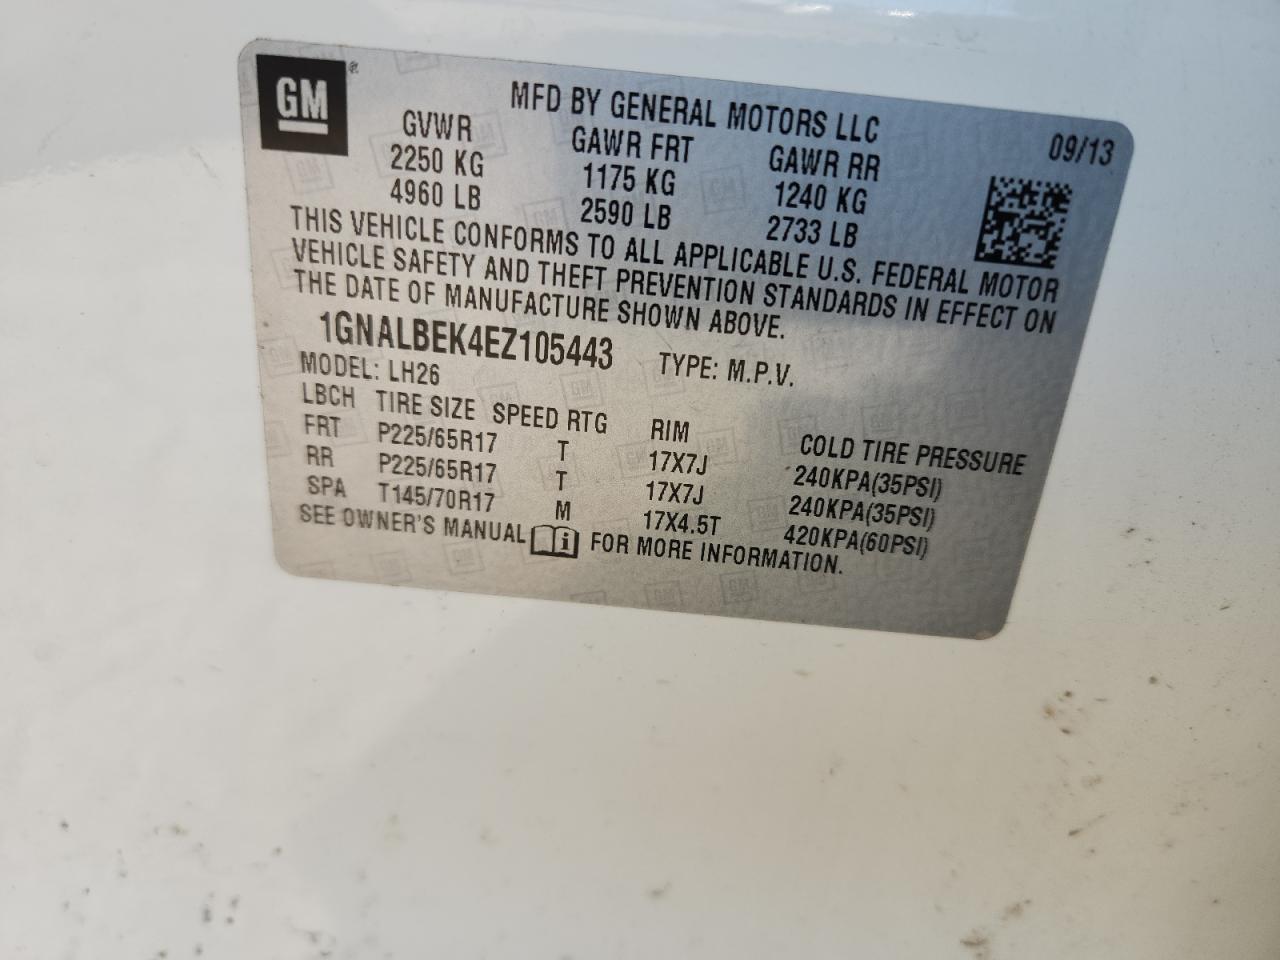 GM
MFD BY GENERAL MOTORS LLC 09/13
GVWR GAWR FRT GAWR RR
2250 KG 1175 KG 1240 KG
4960 LB 2590 LB 2733 LB
THIS VEHICLE CONFORMS TO ALL APPLICABLE U.S. FEDERAL MOTOR
VEHICLE SAFETY AND THEFT PREVENTION STANDARDS IN EFFECT ON
THE DATE OF MANUFACTURE SHOWN ABOVE.
1GNALBEK4EZ105443 TYPE: M.P.V.
MODEL: LH26
LBCH TIRE SIZE SPEED RTG RIM COLD TIRE PRESSURE
FRT P225/65R17 T 17X7J 240KPA(35PSI)
RR P225/65R17 T 17X7J 240KPA(35PSI)
SPA T145/70R17 M 17X4.5T 420KPA(60PSI)
SEE OWNER'S MANUAL i FOR MORE INFORMATION.